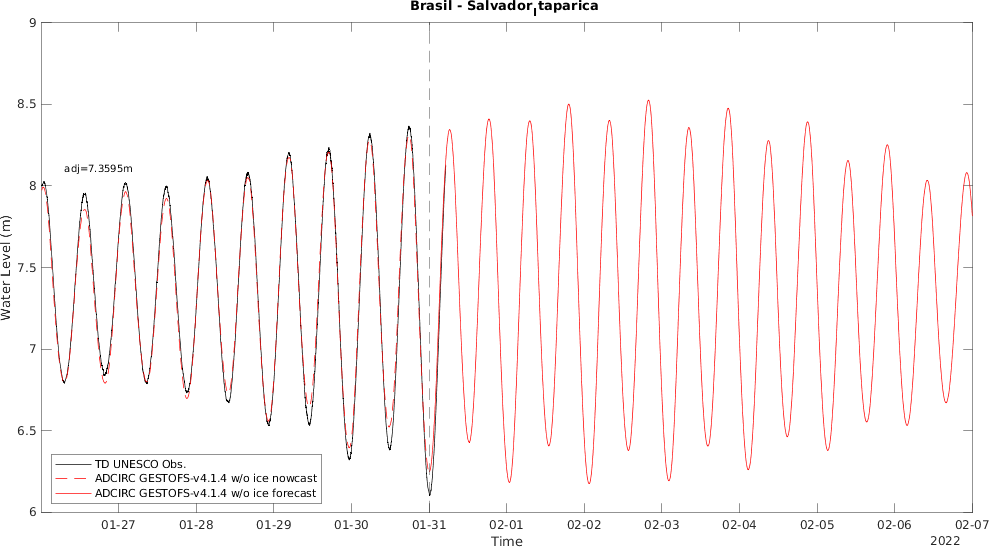 Brasil - Salvador_Itaparica
9
8.5
8
7.5
7
6.5
6
Water Level (m)
adj=7.3595m
TD UNESCO Obs.
ADCIRC GESTOFS-v4.1.4 w/o ice nowcast
ADCIRC GESTOFS-v4.1.4 w/o ice forecast
01-27 01-28 01-29 01-30 01-31 02-01 02-02 02-03 02-04 02-05 02-06 02-07
Time
2022